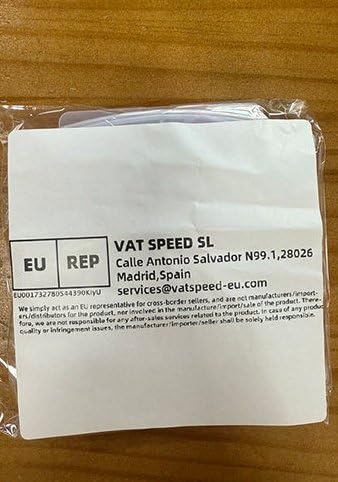 EU REP
VAT SPEED SL
Calle Antonio Salvador N99.1,28026
Madrid,Spain
services@vatspeed-eu.com
We simply act as an EU representative for cross-border sellers, and are not manufacturers/import-
ers/distributors for the product, nor involved in the manufacture/import/sale of the product. There-
fore, we are not responsible for any after-sales services related to the product. In case of any produc
quality or infringement issues, the manufacturer/importer/seller shall be solely held responsible.